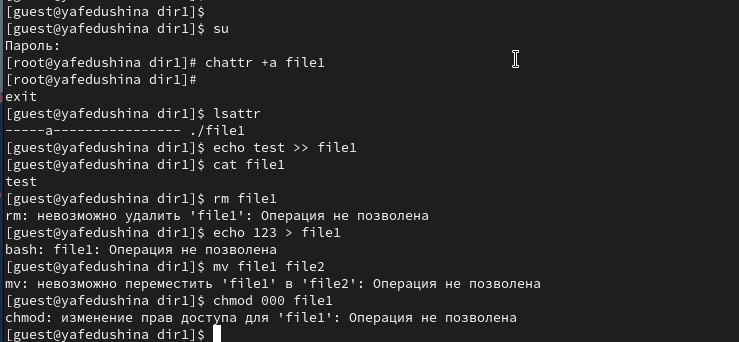 [guest@yafedushina dir1]$
[guest@yafedushina dir1]$ su
Пароль:
[root@yafedushina dir1]# chattr +a file1
[root@yafedushina dir1]#
exit
[guest@yafedushina dir1]$ lsattr
-----a---------------- ./file1
[guest@yafedushina dir1]$ echo test >> file1
[guest@yafedushina dir1]$ cat file1
test
[guest@yafedushina dir1]$ rm file1
rm: невозможно удалить 'file1': Операция не позволена
[guest@yafedushina dir1]$ echo 123 > file1
bash: file1: Операция не позволена
[guest@yafedushina dir1]$ mv file1 file2
mv: невозможно переместить 'file1' в 'file2': Операция не позволена
[guest@yafedushina dir1]$ chmod 000 file1
chmod: изменение прав доступа для 'file1': Операция не позволена
[guest@yafedushina dir1]$